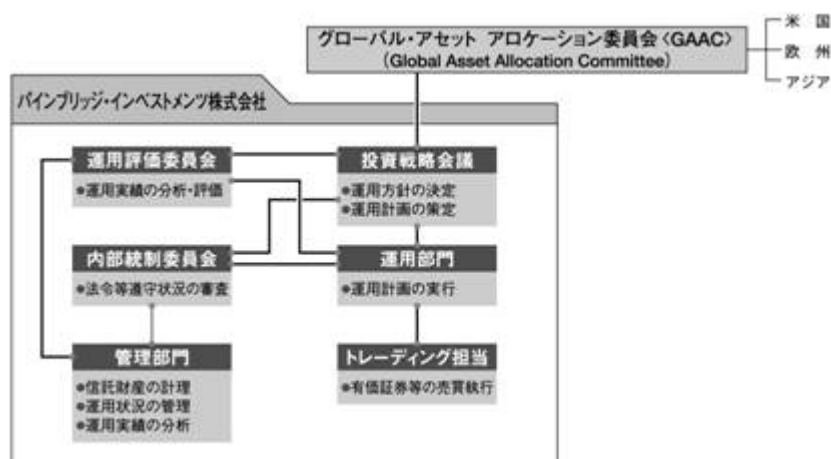 グローバル・アセット アロケーション委員会〈GAAC〉
(Global Asset Allocation Committee)
米 国
欧 州
アジア
パインブリッジ・インベストメンツ株式会社
運用評価委員会
●運用実績の分析・評価
投資戦略会議
●運用方針の決定
●運用計画の策定
内部統制委員会
●法令等遵守状況の審査
運用部門
●運用計画の実行
管理部門
●信託財産の計理
●運用状況の管理
●運用実績の分析
トレーディング担当
●有価証券等の売買執行